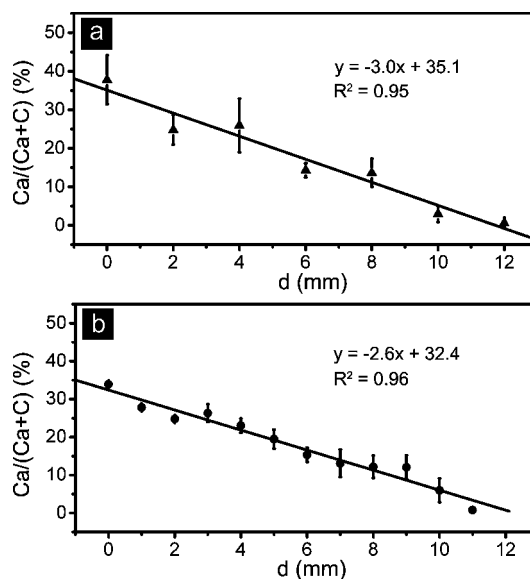 a
50
40
30
20
10
0
Ca/(Ca+C) (%)
y = -3.0x + 35.1
R² = 0.95
0 2 4 6 8 10 12
d (mm)
b
50
40
30
20
10
0
Ca/(Ca+C) (%)
y = -2.6x + 32.4
R² = 0.96
0 2 4 6 8 10 12
d (mm)